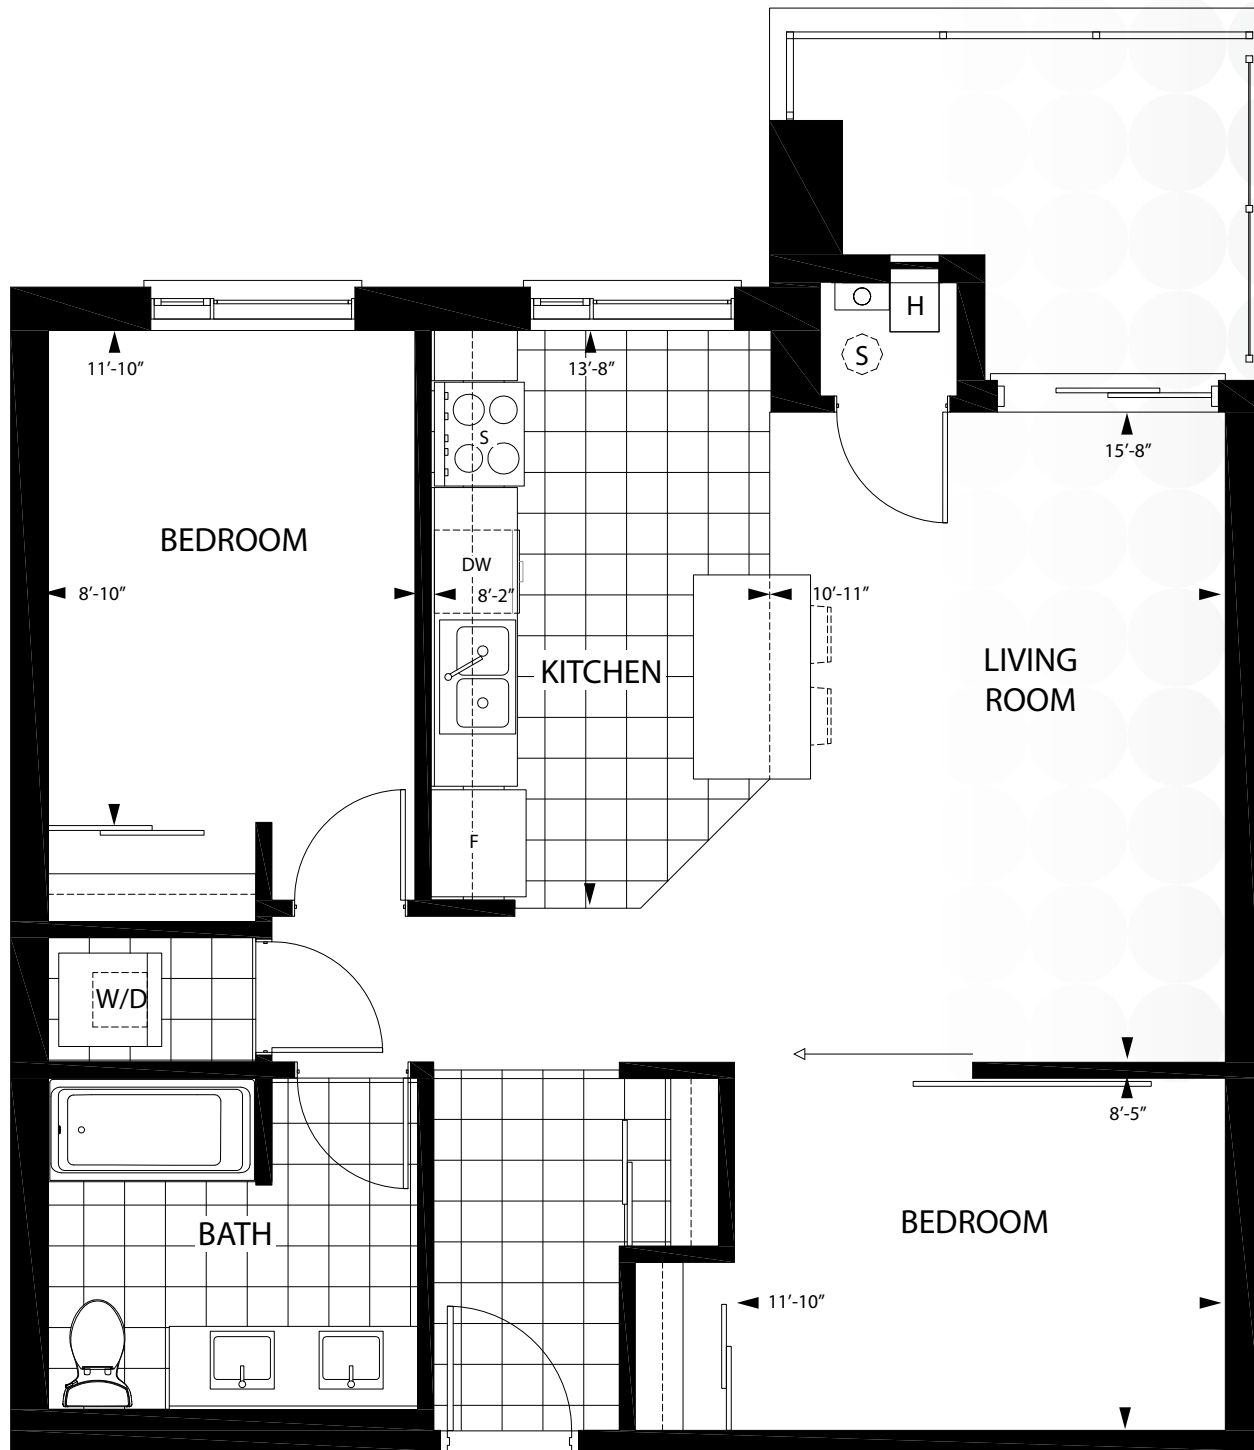 H
S
11'-10"
13'-8"
S
15'-8"
BEDROOM
DW
8'-10"
8'-2"
10'-11"
KITCHEN
LIVING
ROOM
F
W/D
8'-5"
BATH
BEDROOM
11'-10"